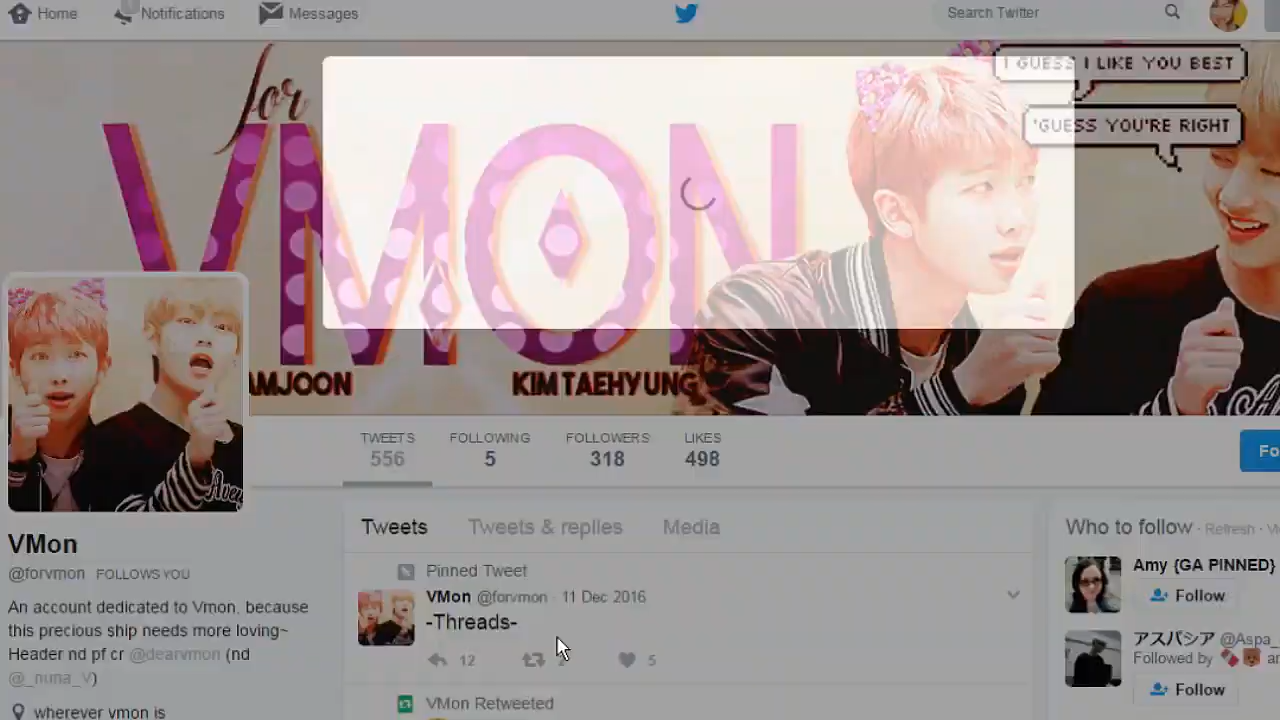 Home
Notifications
Messages
Search Twitter
for
VMON
I GUESS I LIKE YOU BEST
'GUESS YOU'RE RIGHT
AMJOON
KIM TAEHYUNG
TWEETS
556
FOLLOWING
5
FOLLOWERS
318
LIKES
498
Fo
VMon
@forvmon FOLLOWS YOU
An account dedicated to Vmon, because
this precious ship needs more loving~
Header nd pf cr @dearvmon (nd
@_nuna_V)
wherever vmon is
Tweets
Tweets & replies
Media
Pinned Tweet
VMon @forvmon · 11 Dec 2016
-Threads-
12
5
VMon Retweeted
Who to follow · Refresh ·
Amy {GA PINNED}
Follow
アスパシア @Aspa_
Followed by
Follow